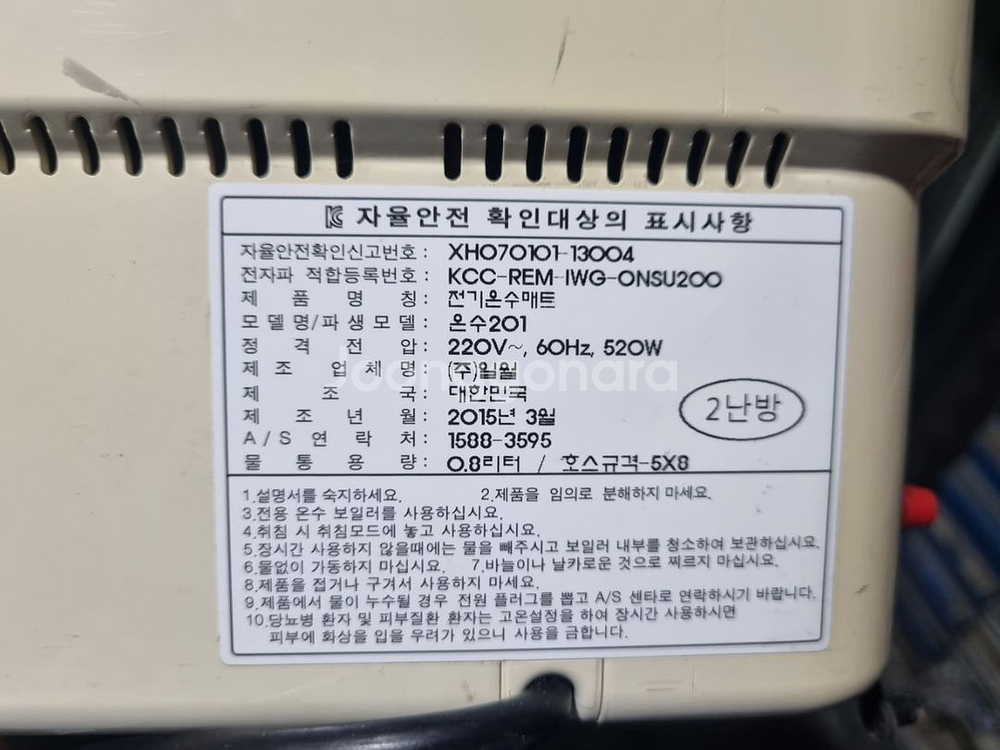 자율안전 확인대상의 표시사항
자율안전확인신고번호 : XH070101-13004
전자파 적합등록번호 : KCC-REM-IWG-ONSU200
제 품 명 칭 : 전기온수매트
모델명/파생모델 : 온수201
정 격 전 압 : 220V~, 60Hz, 520W
제 조 업 체 명 : (주)일월
제 조 국 : 대한민국
제 조 년 월 : 2015년 3월
A/S 연 락 처 : 1588-3595
물 통 용 량 : 0.8리터 / 호스규격-5X8
2난방
1.설명서를 숙지하세요. 2.제품을 임의로 분해하지 마세요.
3.전용 온수 보일러를 사용하십시요.
4.취침 시 취침모드에 놓고 사용하십시요.
5.장시간 사용하지 않을때에는 물을 빼주시고 보일러 내부를 청소하여 보관하십시요.
6.물없이 가동하지 마십시요. 7.바늘이나 날카로운 것으로 찌르지 마십시요.
8.제품을 접거나 구겨서 사용하지 마세요.
9.제품에서 물이 누수될 경우 전원 플러그를 뽑고 A/S 센타로 연락하시기 바랍니다.
10.당뇨병 환자 및 피부질환 환자는 고온설정을 하여 장시간 사용하시면
피부에 화상을 입을 우려가 있으니 사용을 금합니다.
Joonggonara